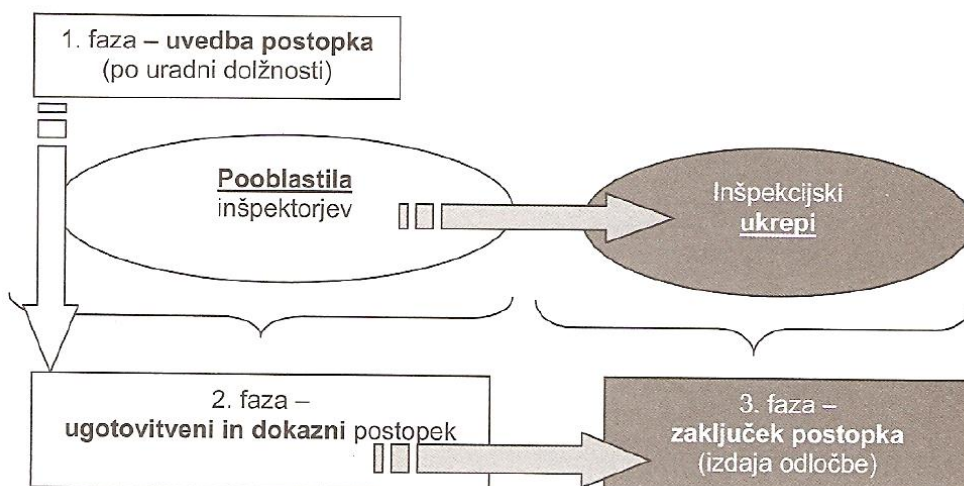 1. faza – uvedba postopka
(po uradni dolžnosti)
Pooblastila
inšpektorjev
Inšpekcijski
ukrepi
2. faza –
ugotovitveni in dokazni postopek
3. faza –
zaključek postopka
(izdaja odločbe)